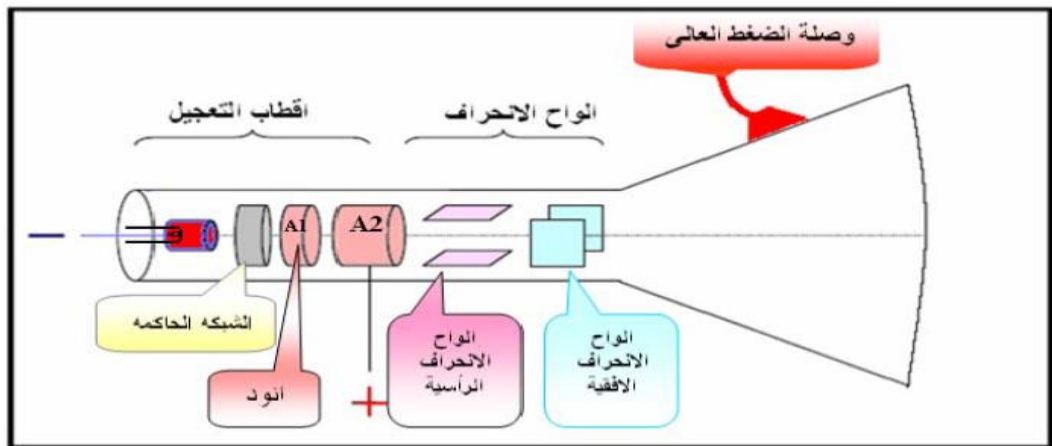 وصلة الضغط العالى
الواح الانحراف
اقطاب التعجيل
A1
A2
الشبكه الحاكمه
انود
الواح
الانحراف
الرأسية
الواح
الانحراف
الافقية